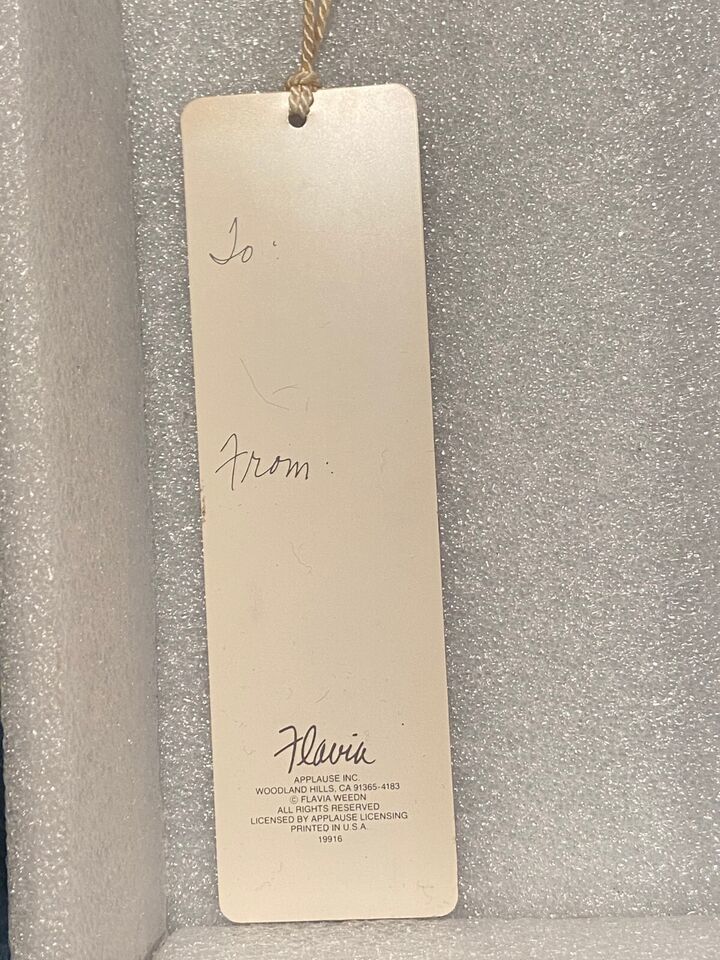 To:
From:
Flavia
APPLAUSE INC.
WOODLAND HILLS, CA 91365-4183
© FLAVIA WEEDN
ALL RIGHTS RESERVED
LICENSED BY APPLAUSE LICENSING
PRINTED IN U.S.A.
19916